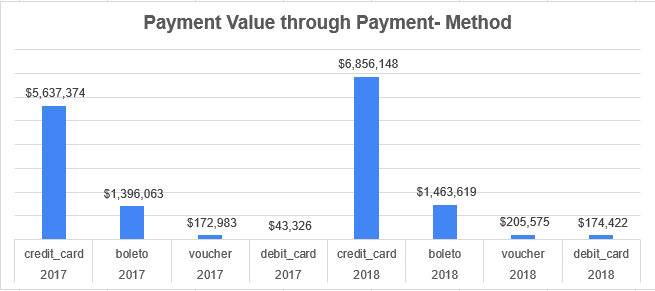 Payment Value through Payment- Method
$6,856,148
$5,637,374
$1,396,063
$1,463,619
$172,983
$43,326
$205,575
$174,422
credit_card boleto voucher debit_card credit_card boleto voucher debit_card
2017 2017 2017 2017 2018 2018 2018 2018